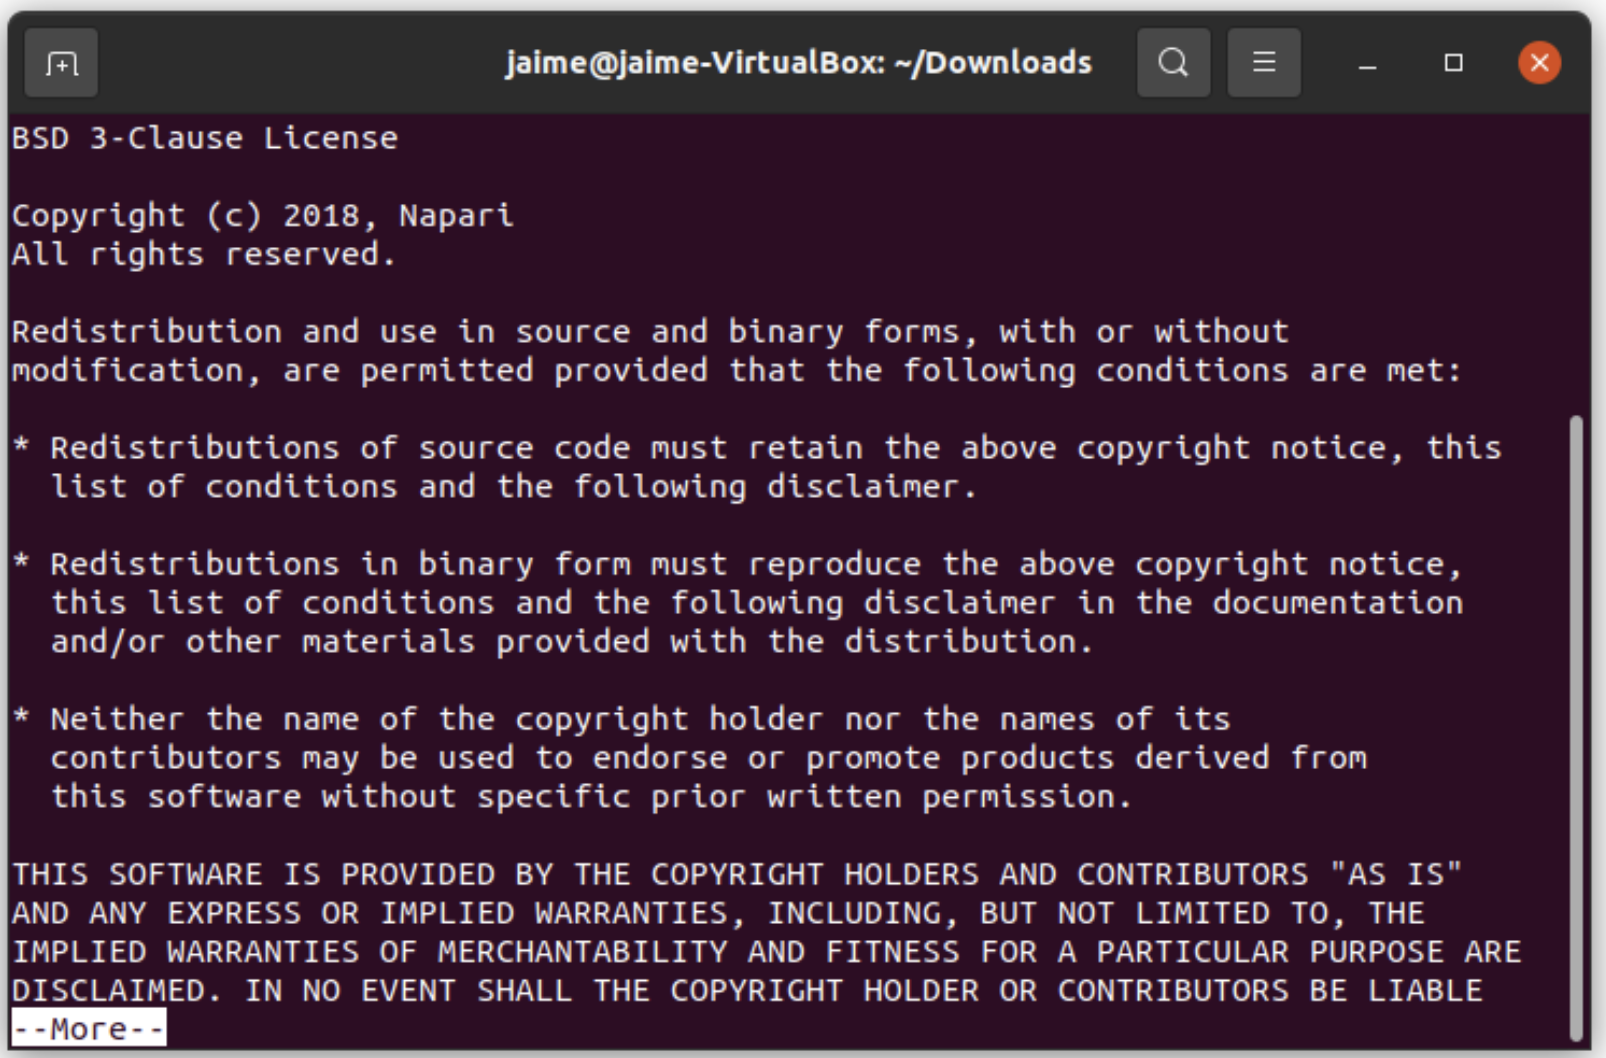 jaime@jaime-VirtualBox: ~/Downloads
BSD 3-Clause License
Copyright (c) 2018, Napari
All rights reserved.
Redistribution and use in source and binary forms, with or without
modification, are permitted provided that the following conditions are met:
* Redistributions of source code must retain the above copyright notice, this
list of conditions and the following disclaimer.
* Redistributions in binary form must reproduce the above copyright notice,
this list of conditions and the following disclaimer in the documentation
and/or other materials provided with the distribution.
* Neither the name of the copyright holder nor the names of its
contributors may be used to endorse or promote products derived from
this software without specific prior written permission.
THIS SOFTWARE IS PROVIDED BY THE COPYRIGHT HOLDERS AND CONTRIBUTORS "AS IS"
AND ANY EXPRESS OR IMPLIED WARRANTIES, INCLUDING, BUT NOT LIMITED TO, THE
IMPLIED WARRANTIES OF MERCHANTABILITY AND FITNESS FOR A PARTICULAR PURPOSE ARE
DISCLAIMED. IN NO EVENT SHALL THE COPYRIGHT HOLDER OR CONTRIBUTORS BE LIABLE
--More--